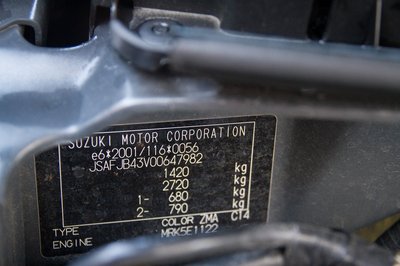 SUZUKI MOTOR CORPORATION
e6*2001/116*0056
JSAFJB43V00647982
1420 kg
2720 kg
1- 680 kg
2- 790 kg
COLOR ZMA CT4
TYPE MRK5E1122
ENGINE